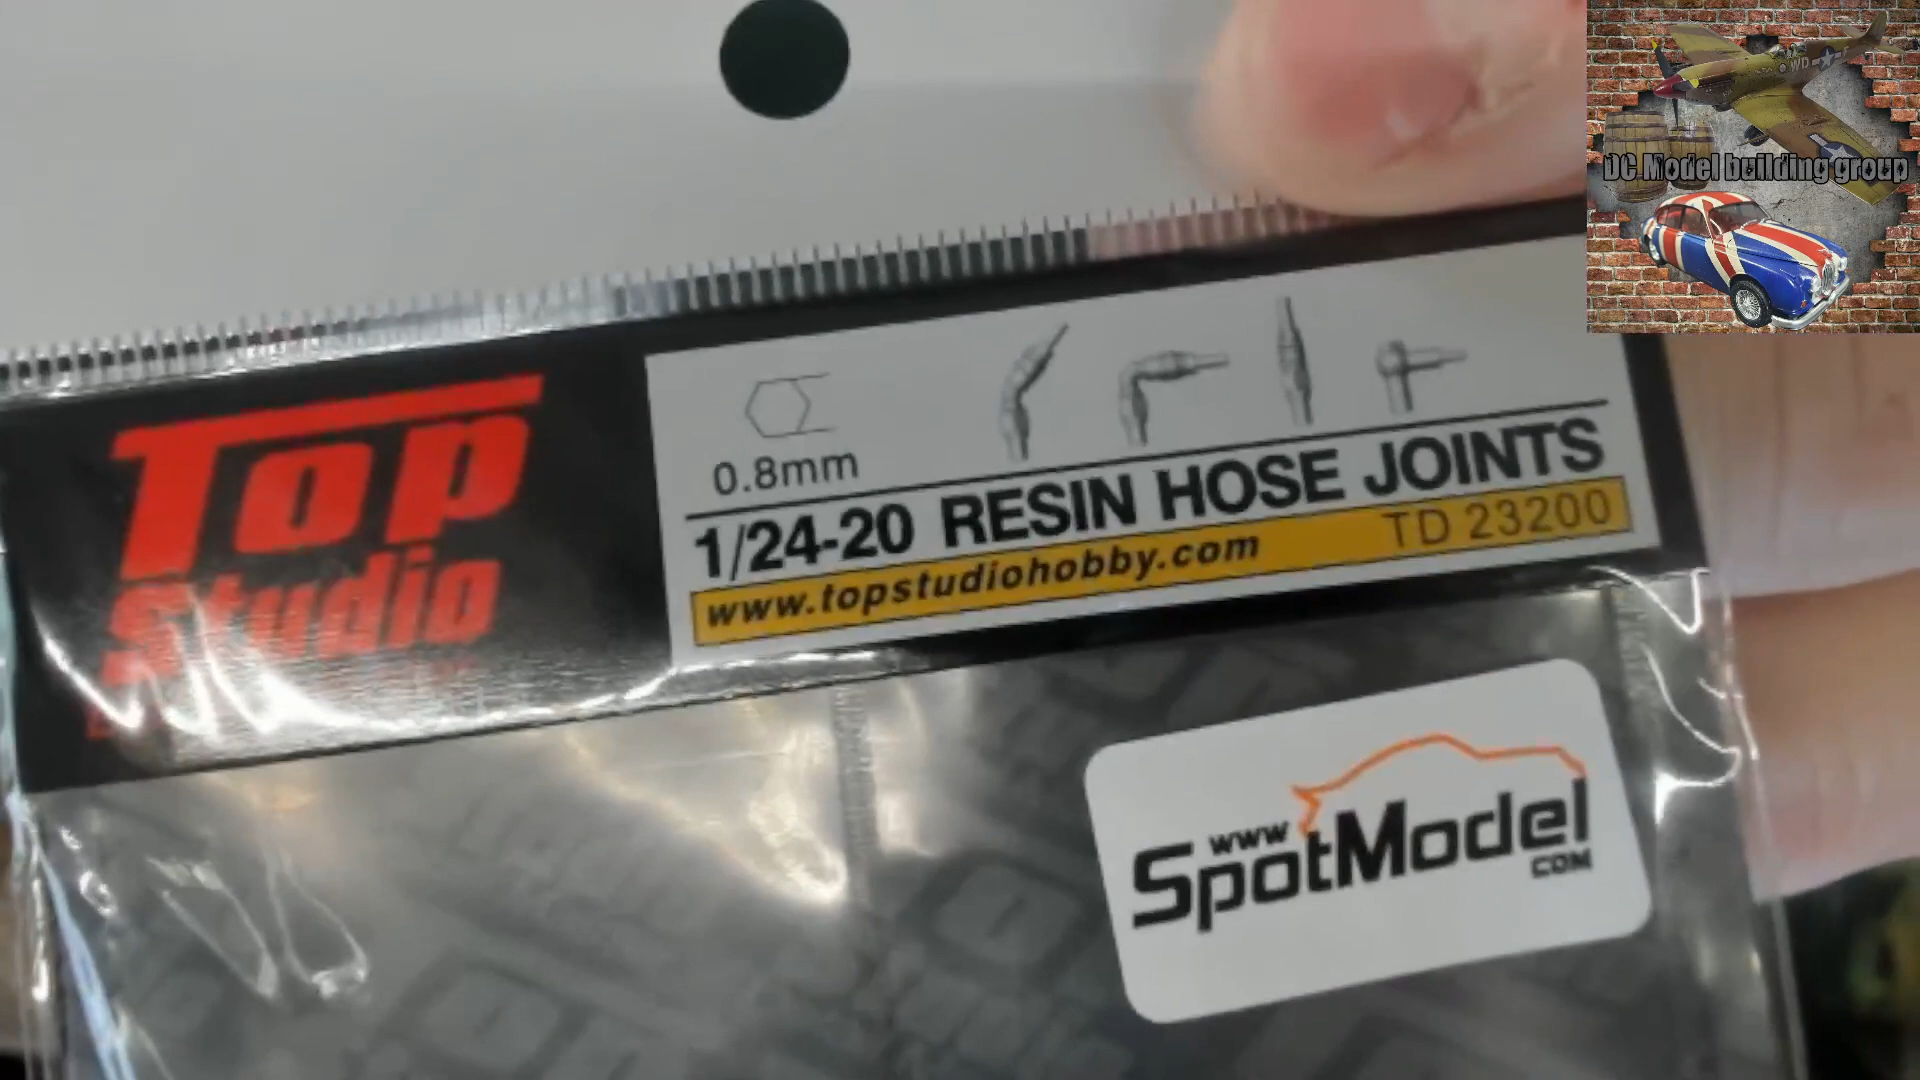 WD
DC Model building group
Top
Studio
0.8mm
1/24-20 RESIN HOSE JOINTS
www.topstudiohobby.com TD 23200
www
SpotModel
COM